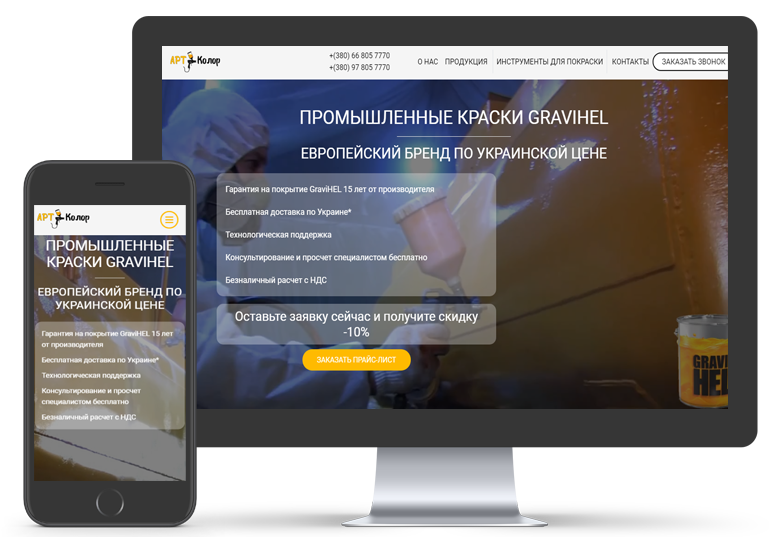 АРТ Колор
+(380) 66 805 7770
+(380) 97 805 7770
О НАС ПРОДУКЦИЯ ИНСТРУМЕНТЫ ДЛЯ ПОКРАСКИ КОНТАКТЫ ЗАКАЗАТЬ ЗВОНОК
ПРОМЫШЛЕННЫЕ КРАСКИ GRAVIHEL
ЕВРОПЕЙСКИЙ БРЕНД ПО УКРАИНСКОЙ ЦЕНЕ
Гарантия на покрытие GraviHEL 15 лет от производителя
Бесплатная доставка по Украине*
Технологическая поддержка
Консультирование и просчет специалистом бесплатно
Безналичный расчет с НДС
Оставьте заявку сейчас и получите скидку
-10%
ЗАКАЗАТЬ ПРАЙС-ЛИСТ
GRAVI
HEL
АРТ Колор
ПРОМЫШЛЕННЫЕ
КРАСКИ GRAVIHEL
ЕВРОПЕЙСКИЙ БРЕНД ПО
УКРАИНСКОЙ ЦЕНЕ
Гарантия на покрытие GraviHEL 15 лет
от производителя
Бесплатная доставка по Украине*
Технологическая поддержка
Консультирование и просчет
специалистом бесплатно
Безналичный расчет с НДС